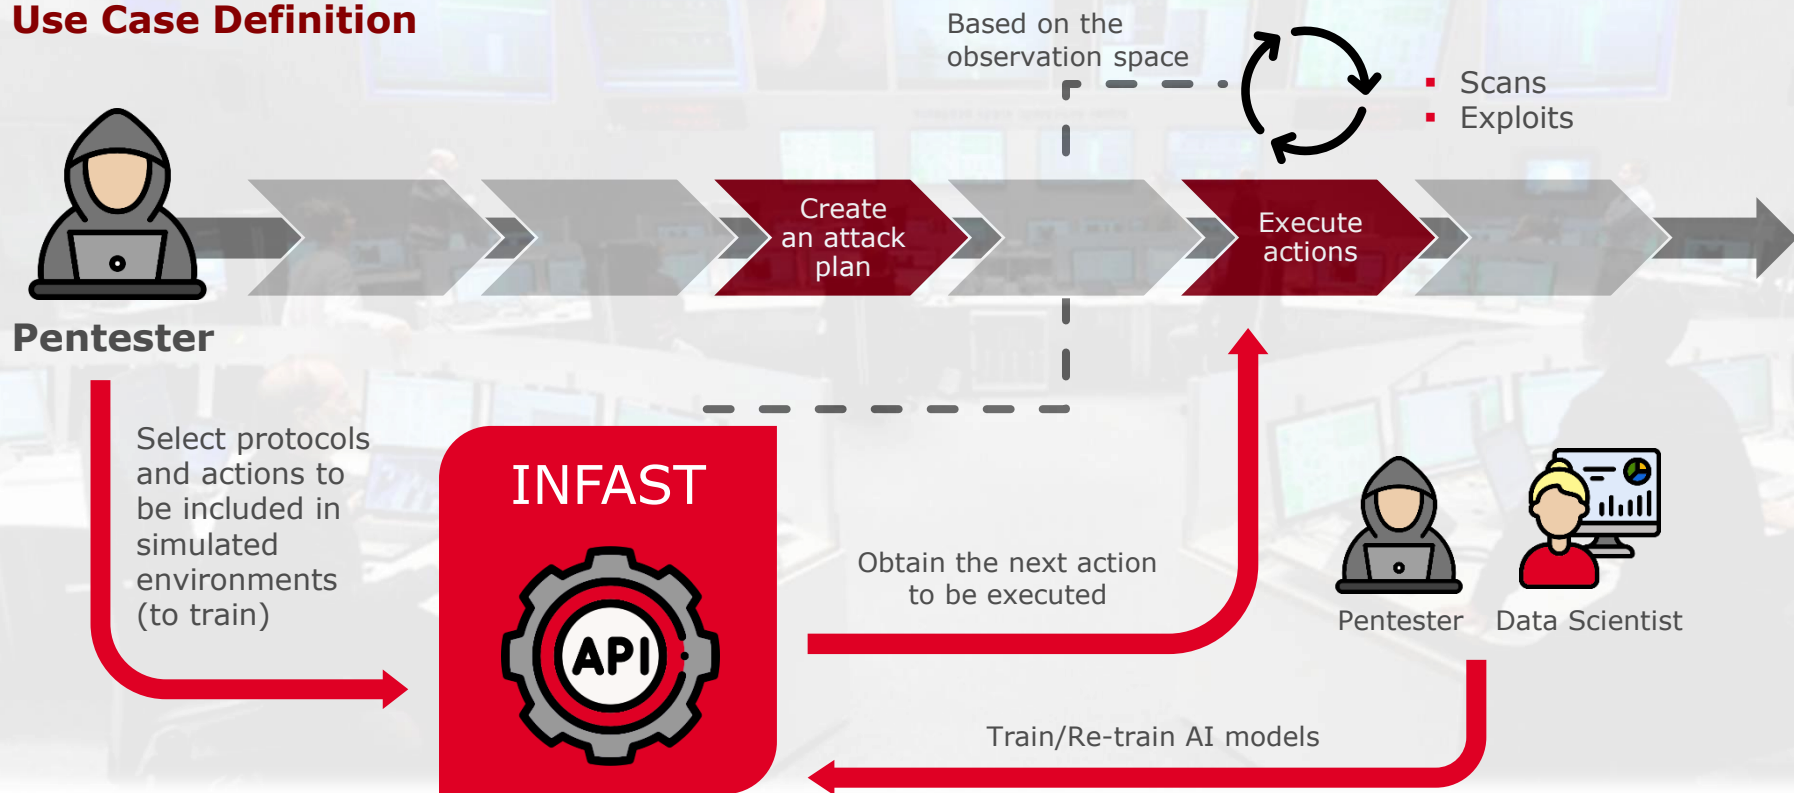 Use Case Definition
Based on the
observation space
Scans
Exploits
Create
an attack
plan
Execute
actions
Pentester
Select protocols
and actions to
be included in
simulated
environments
(to train)
INFAST
API
Obtain the next action
to be executed
Pentester
Data Scientist
Train/Re-train AI models